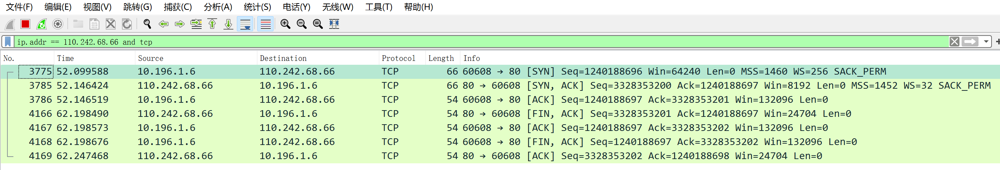 文件(F) 编辑(E) 视图(V) 跳转(G) 捕获(C) 分析(A) 统计(S) 电话(Y) 无线(W) 工具(T) 帮助(H)
ip.addr == 110.242.68.66 and tcp
No. Time Source Destination Protocol Length Info
3775 52.099588 10.196.1.6 110.242.68.66 TCP 66 60608 → 80 [SYN] Seq=1240188696 Win=64240 Len=0 MSS=1460 WS=256 SACK_PERM
3785 52.146424 110.242.68.66 10.196.1.6 TCP 66 80 → 60608 [SYN, ACK] Seq=3328353200 Ack=1240188697 Win=8192 Len=0 MSS=1452 WS=32 SACK_PERM
3786 52.146519 10.196.1.6 110.242.68.66 TCP 54 60608 → 80 [ACK] Seq=1240188697 Ack=3328353201 Win=132096 Len=0
4166 62.198490 110.242.68.66 10.196.1.6 TCP 54 80 → 60608 [FIN, ACK] Seq=3328353201 Ack=1240188697 Win=24704 Len=0
4167 62.198573 10.196.1.6 110.242.68.66 TCP 54 60608 → 80 [ACK] Seq=1240188697 Ack=3328353202 Win=132096 Len=0
4168 62.198676 10.196.1.6 110.242.68.66 TCP 54 60608 → 80 [FIN, ACK] Seq=1240188697 Ack=3328353202 Win=132096 Len=0
4169 62.247468 110.242.68.66 10.196.1.6 TCP 54 80 → 60608 [ACK] Seq=3328353202 Ack=1240188698 Win=24704 Len=0